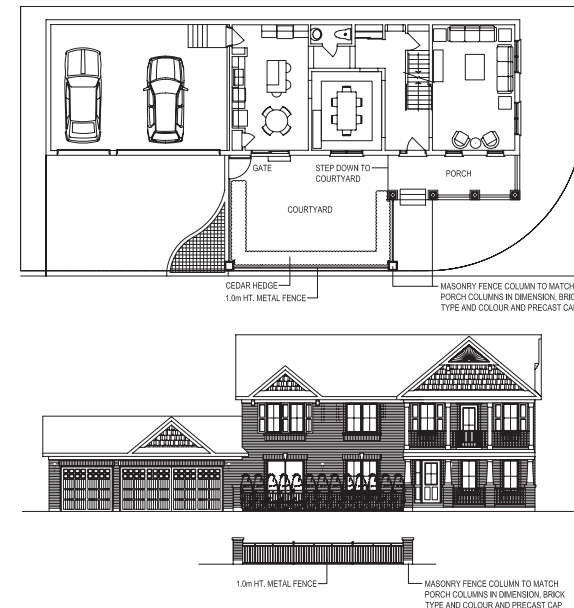 GATE
STEP DOWN TO
COURTYARD
PORCH
COURTYARD
CEDAR HEDGE
1.0m HT. METAL FENCE
MASONRY FENCE COLUMN TO MATCH
PORCH COLUMNS IN DIMENSION, BRIC
TYPE AND COLOUR AND PRECAST CA
1.0m HT. METAL FENCE
MASONRY FENCE COLUMN TO MATCH
PORCH COLUMNS IN DIMENSION, BRICK
TYPE AND COLOUR AND PRECAST CAP